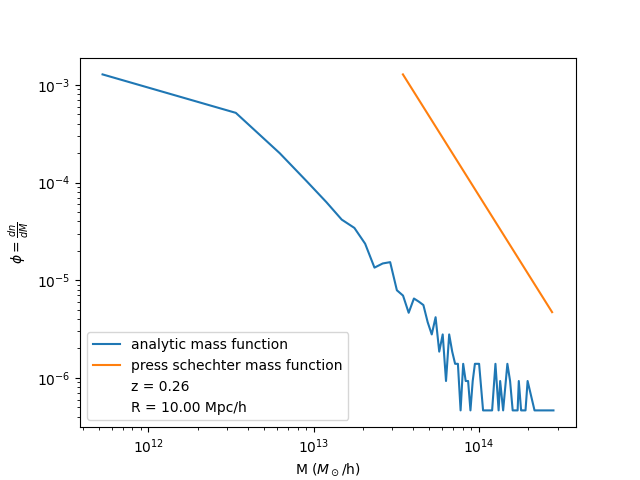 10⁻³
10⁻⁴
10⁻⁵
10⁻⁶
ϕ = dn/dM
analytic mass function
press schechter mass function
z = 0.26
R = 10.00 Mpc/h
10¹² 10¹³ 10¹⁴
M (M⊙/h)